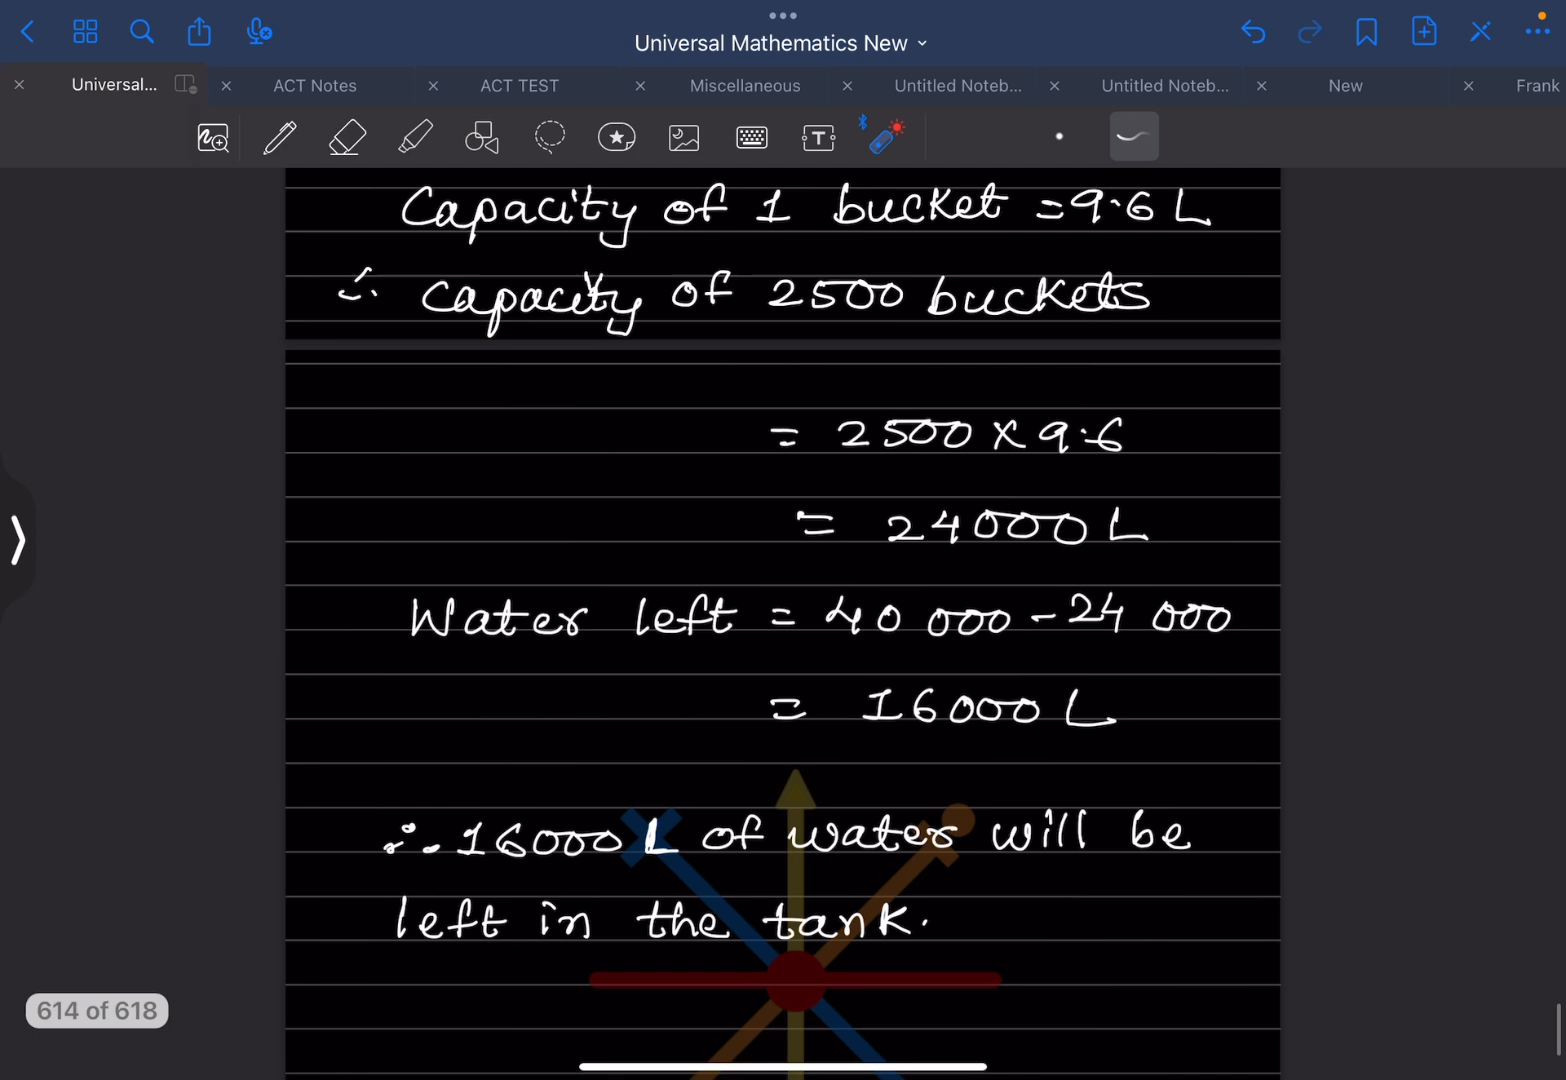 Universal Mathematics New
Universal...
ACT Notes
ACT TEST
Miscellaneous
Untitled Noteb...
Untitled Noteb...
New
Frank
T
Capacity of 1 bucket = 9.6 L
∴ Capacity of 2500 buckets
= 2500 × 9.6
= 24000 L
Water left = 40 000 - 24 000
= 16000 L
∴ 16000 L of water will be
left in the tank.
614 of 618